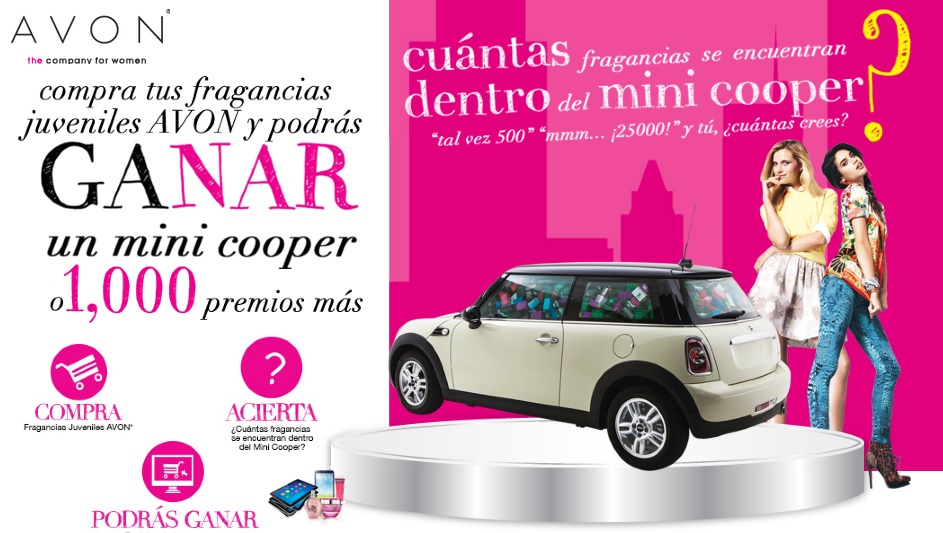 AVON®
the company for women
compra tus fragancias
juveniles AVON y podrás
GANAR
un mini cooper
o 1,000 premios más
COMPRA
Fragancias Juveniles AVON*
ACIERTA
¿Cuántas fragancias
se encuentran dentro
del Mini Cooper?
PODRÁS GANAR
cuántas fragancias se encuentran
dentro del mini cooper?
“tal vez 500” “mmm... ¡25000!” y tú, ¿cuántas crees?